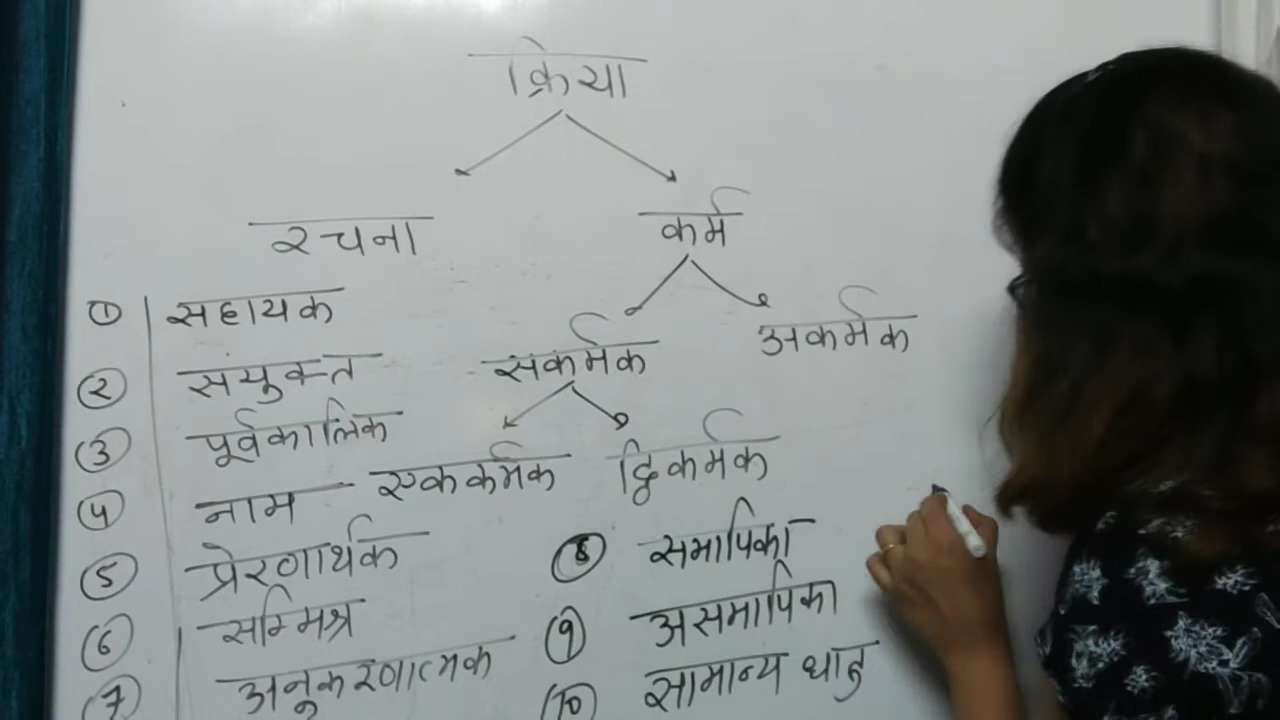 क्रिया
रचना
कर्म
सकर्मक
अकर्मक
एककर्मक
द्विकर्मक
① सहायक
② संयुक्त
③ पूर्वकालिक
④ नाम
⑤ प्रेरणार्थक
⑥ सम्मिश्र
⑦ अनुकरणात्मक
⑧ समापिका
⑨ असमापिका
⑩ सामान्य धातु